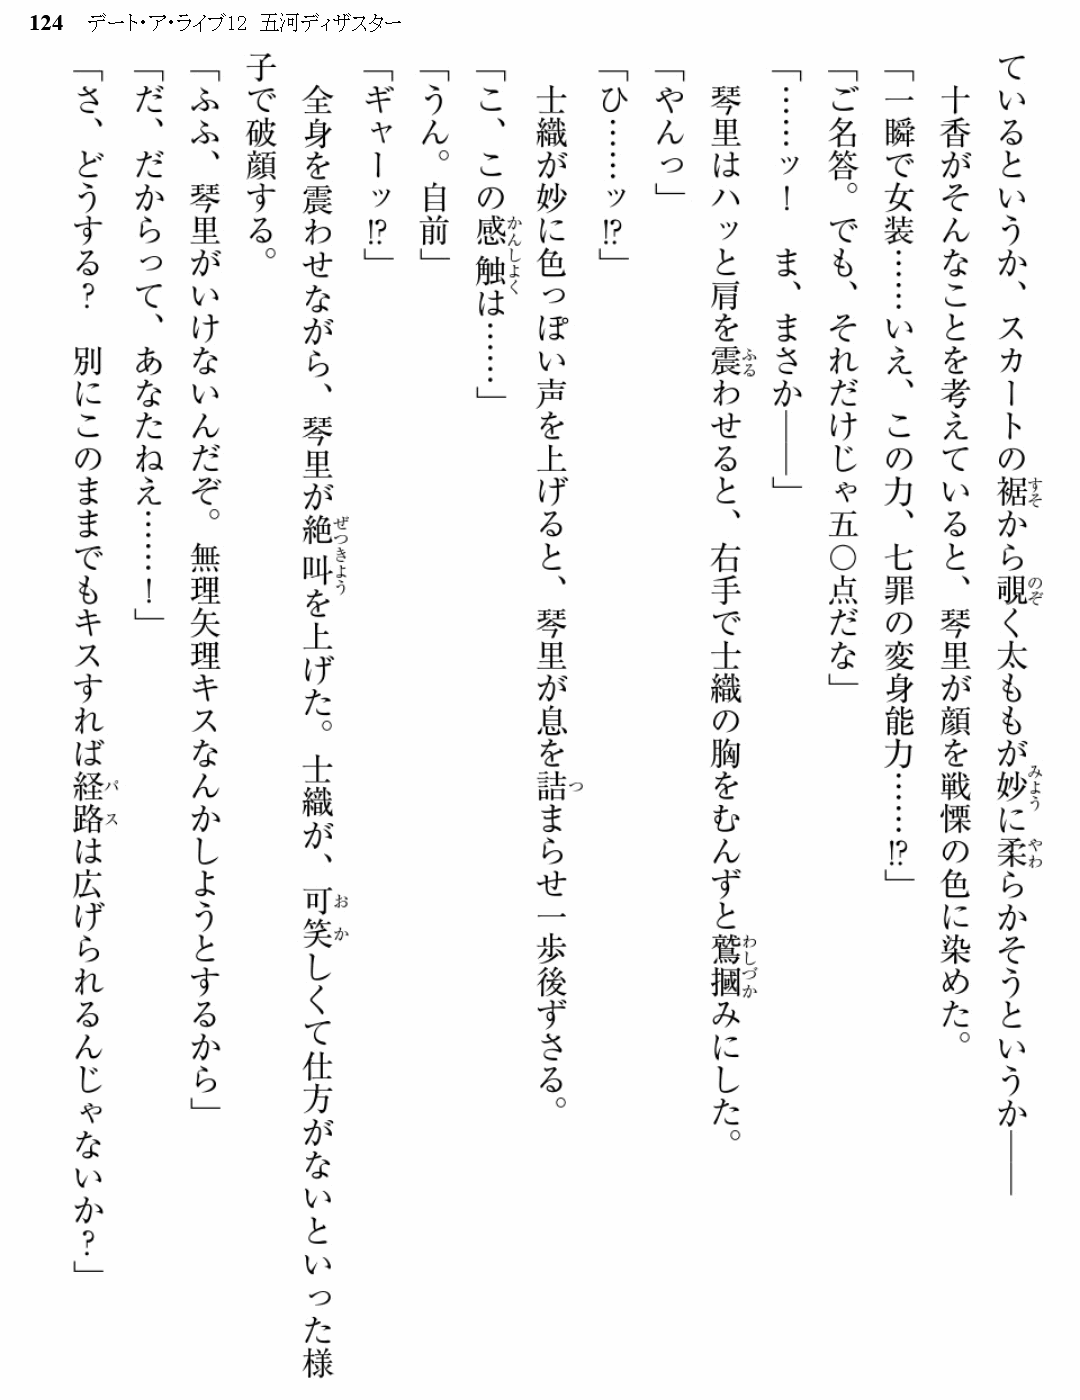 124 デート・ア・ライブ12 五河ディザスター
ているというか、スカートの裾から覗く太ももが妙に柔らかそうというか――
十香がそんなことを考えていると、琴里が顔を戦慄の色に染めた。
「一瞬で女装……いえ、この力、七罪の変身能力……!?」
「ご名答。でも、それだけじゃ五〇点だな」
「……ッ！　ま、まさか――」
琴里はハッと肩を震わせると、右手で士織の胸をむんずと鷲摑みにした。
「やんっ」
「ひ……ッ!?」
士織が妙に色っぽい声を上げると、琴里が息を詰まらせ一歩後ずさる。
「こ、この感触は……」
「うん。自前」
「ギャーッ!?」
全身を震わせながら、琴里が絶叫を上げた。士織が、可笑しくて仕方がないといった様
子で破顔する。
「ふふ、琴里がいけないんだぞ。無理矢理キスなんかしようとするから」
「だ、だからって、あなたねえ……！」
「さ、どうする？　別にこのままでもキスすれば経路は広げられるんじゃないか？」